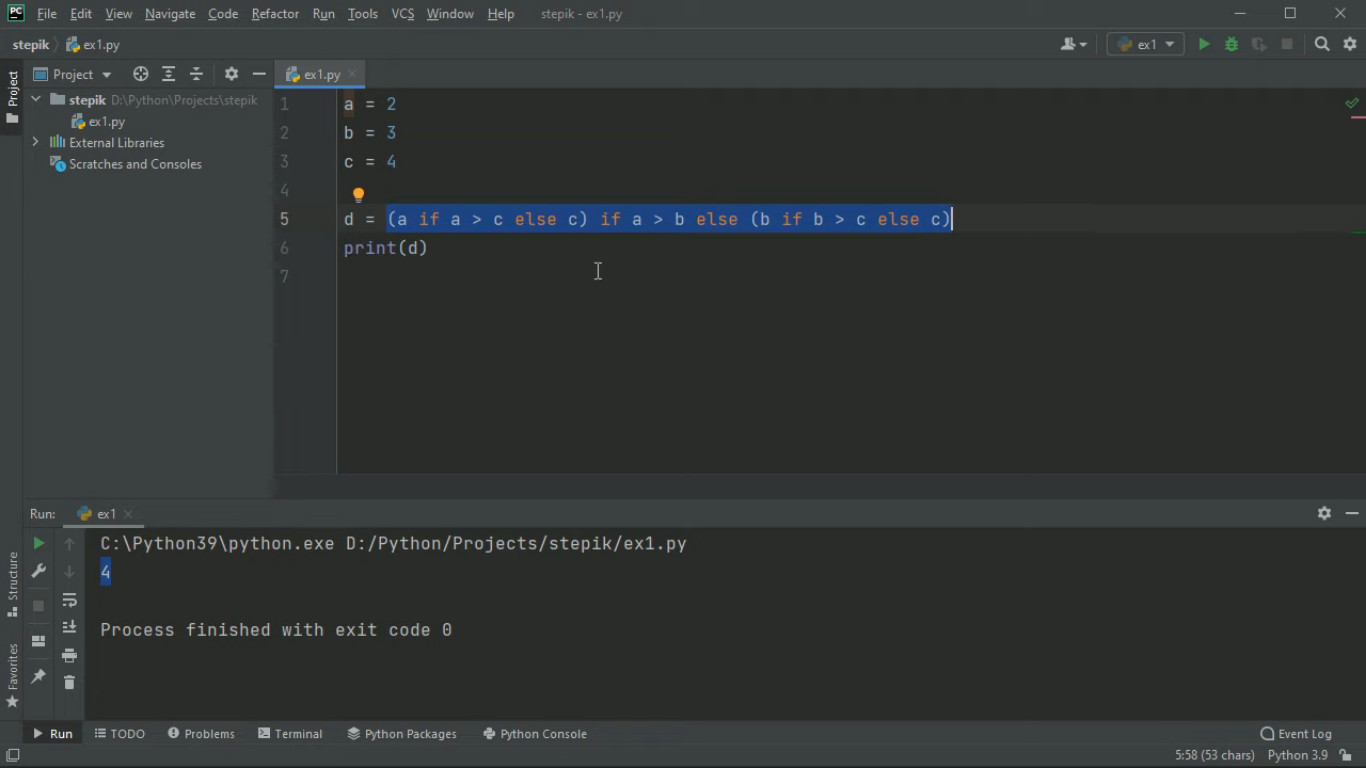 PC File Edit View Navigate Code Refactor Run Tools VCS Window Help stepik - ex1.py
stepik ex1.py ex1
Project ex1.py
Project
stepik D:\Python\Projects\stepik
ex1.py
External Libraries
Scratches and Consoles
1 a = 2
2 b = 3
3 c = 4
4
5 d = (a if a > c else c) if a > b else (b if b > c else c)
6 print(d)
7
Run: ex1
C:\Python39\python.exe D:/Python/Projects/stepik/ex1.py
4
Process finished with exit code 0
Structure
Favorites
Run TODO Problems Terminal Python Packages Python Console Event Log
5:58 (53 chars) Python 3.9